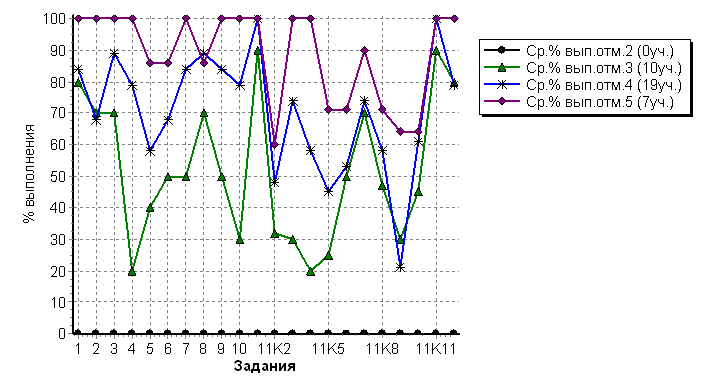 % выполнения
100
90
80
70
60
50
40
30
20
10
0
1 2 3 4 5 6 7 8 9 10 11К2 11К5 11К8 11К11
Задания
Ср.% вып.отм.2 (0уч.)
Ср.% вып.отм.3 (10уч.)
Ср.% вып.отм.4 (19уч.)
Ср.% вып.отм.5 (7уч.)